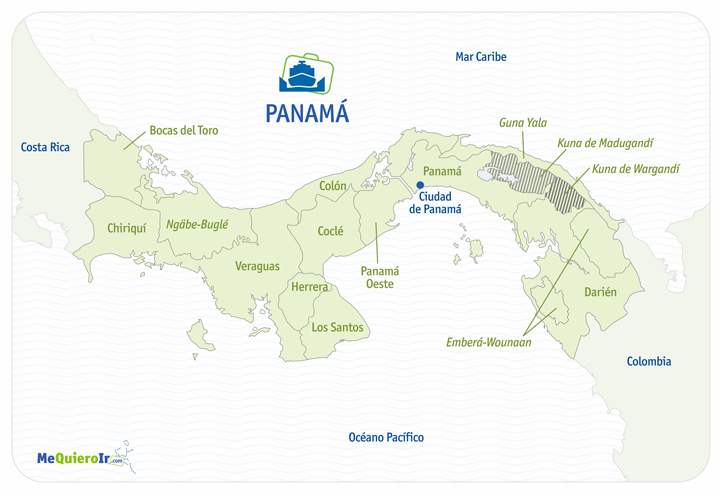 Mar Caribe
PANAMÁ
Guna Yala
Bocas del Toro
Kuna de Madugandí
Costa Rica
Kuna de Wargandí
Panamá
Colón
Ciudad
de Panamá
Ngäbe-Buglé
Chiriquí
Coclé
Veraguas
Panamá
Oeste
Herrera
Darién
Los Santos
Emberá-Wounaan
Colombia
Océano Pacífico
MeQuieroIr.com